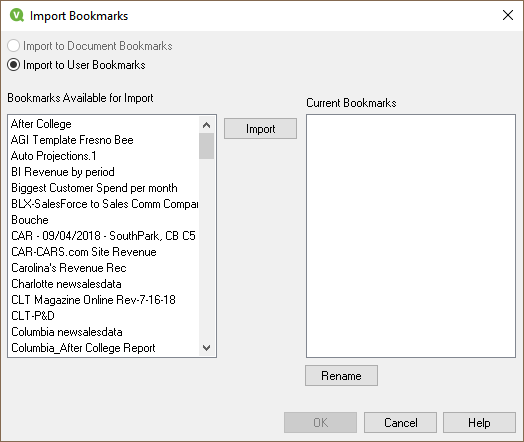 Import Bookmarks
Import to Document Bookmarks
Import to User Bookmarks
Bookmarks Available for Import
Current Bookmarks
After College
AGI Template Fresno Bee
Auto Projections.1
BI Revenue by period
Biggest Customer Spend per month
BLX-SalesForce to Sales Comm Compar
Bouche
CAR - 09/04/2018 - SouthPark, CB C5
CAR-CARS.com Site Revenue
Carolina's Revenue Rec
Charlotte newsalesdata
CLT Magazine Online Rev-7-16-18
CLT-P&D
Columbia newsalesdata
Columbia_After College Report
Import
Rename
OK
Cancel
Help